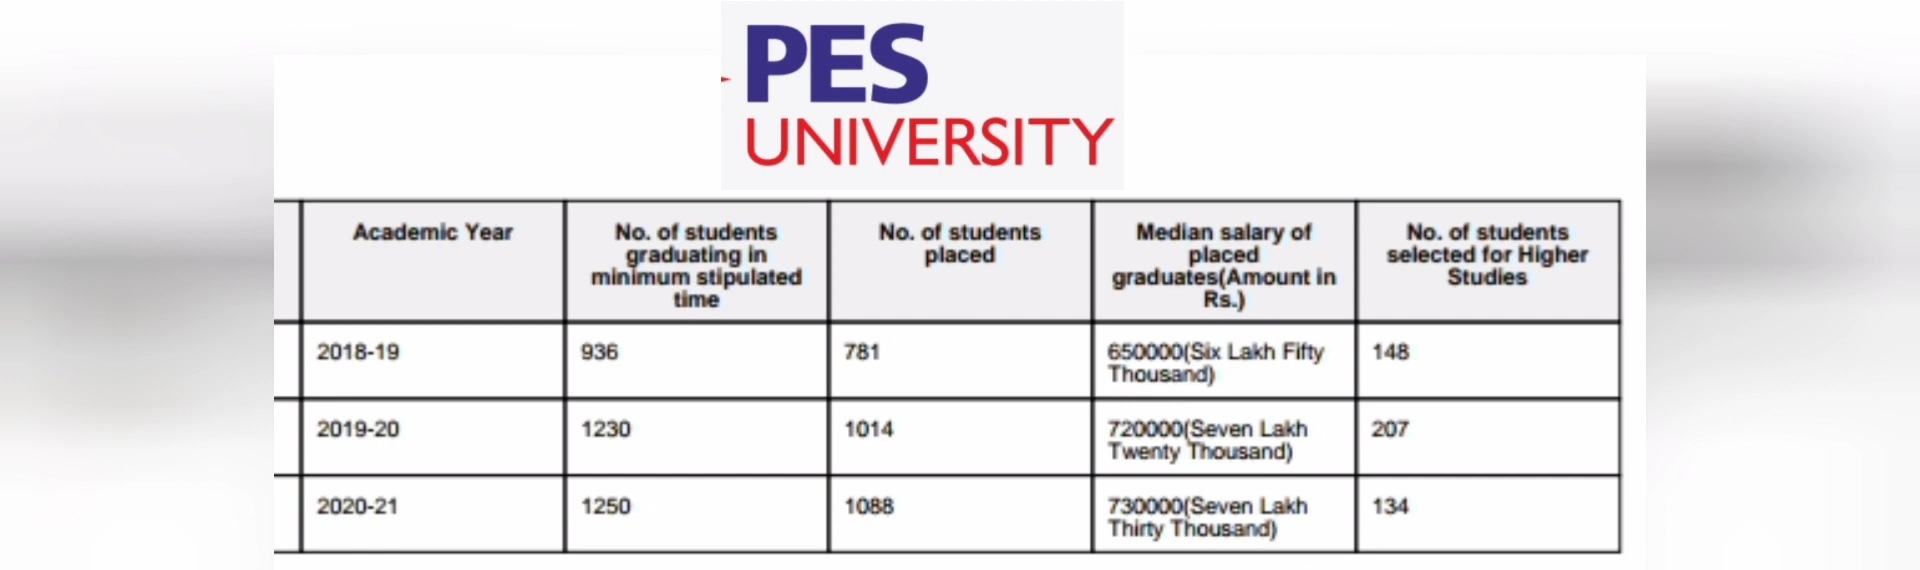 PES
UNIVERSITY
Academic Year
No. of students
graduating in
minimum stipulated
time
No. of students
placed
Median salary of
placed
graduates(Amount in
Rs.)
No. of students
selected for Higher
Studies
2018-19
936
781
650000(Six Lakh Fifty
Thousand)
148
2019-20
1230
1014
720000(Seven Lakh
Twenty Thousand)
207
2020-21
1250
1088
730000(Seven Lakh
Thirty Thousand)
134